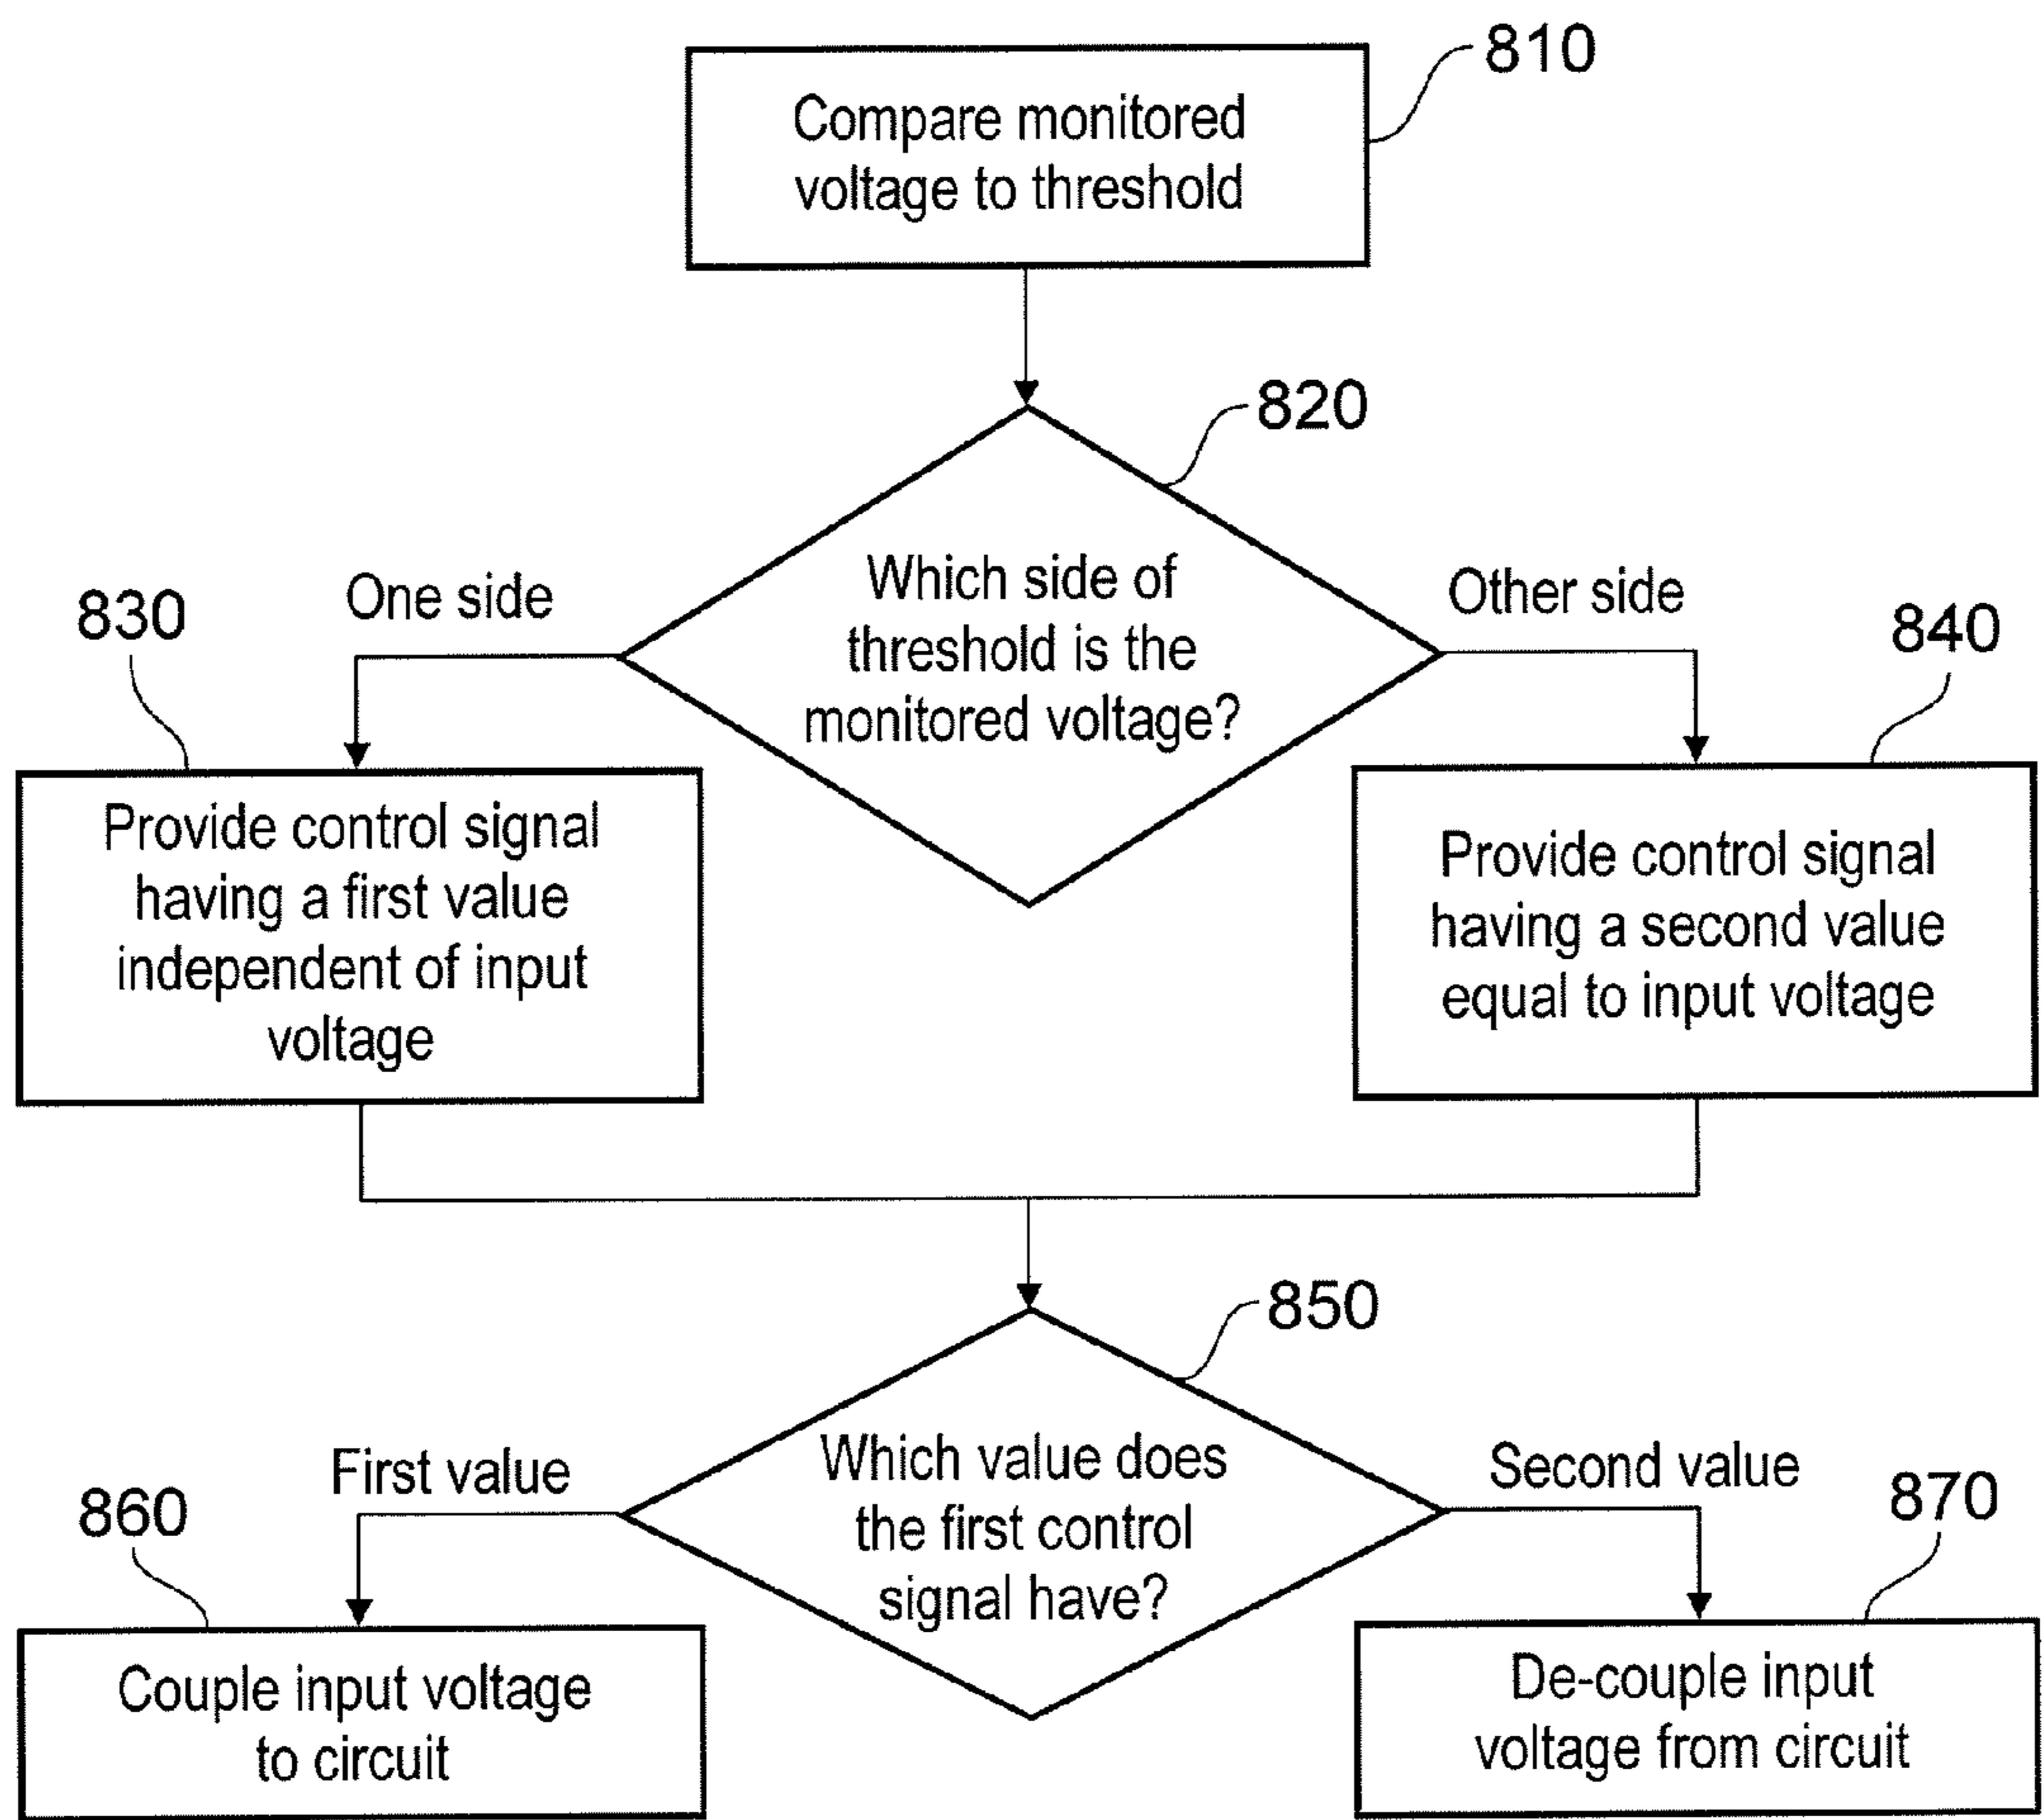 810
Compare monitored
voltage to threshold
820
Which side of
threshold is the
monitored voltage?
One side
Other side
830
840
Provide control signal
having a first value
independent of input
voltage
Provide control signal
having a second value
equal to input voltage
850
Which value does
the first control
signal have?
First value
Second value
860
870
Couple input voltage
to circuit
De-couple input
voltage from circuit